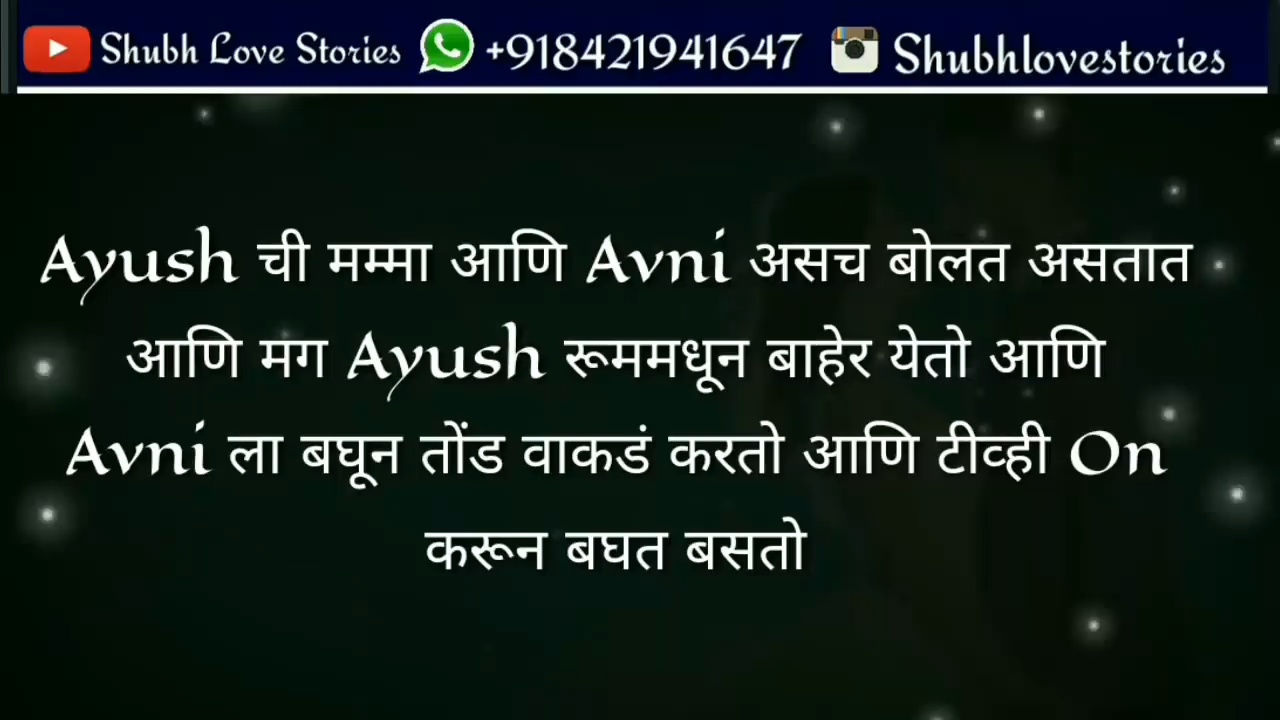 Shubh Love Stories +918421941647 Shubhlovestories
Ayush ची मम्मा आणि Avni असच बोलत असतात
आणि मग Ayush रूममधून बाहेर येतो आणि
Avni ला बघून तोंड वाकडं करतो आणि टीव्ही On
करून बघत बसतो